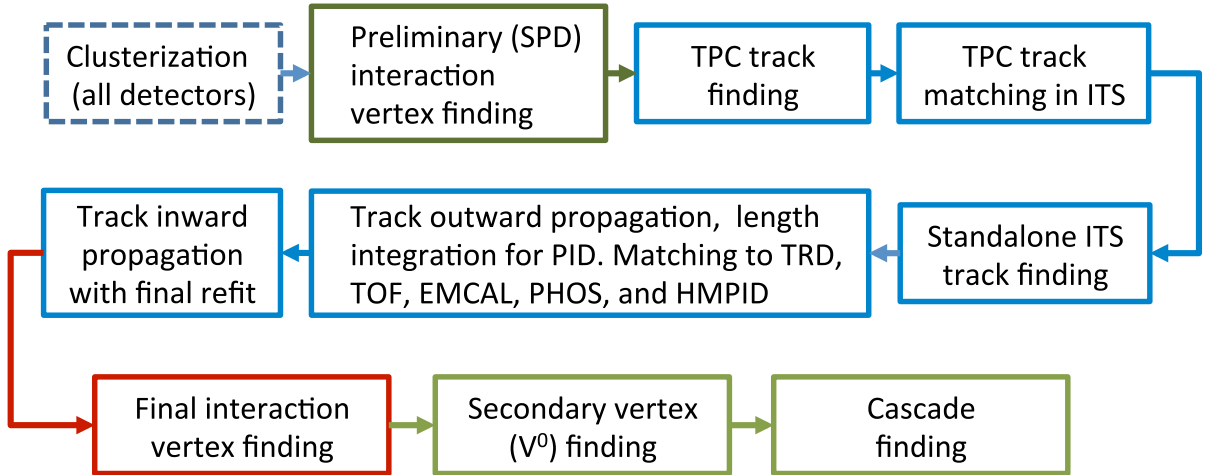 Clusterization
(all detectors)
Preliminary (SPD)
interaction
vertex finding
TPC track
finding
TPC track
matching in ITS
Track inward
propagation
with final refit
Track outward propagation, length
integration for PID. Matching to TRD,
TOF, EMCAL, PHOS, and HMPID
Standalone ITS
track finding
Final interaction
vertex finding
Secondary vertex
(V⁰) finding
Cascade
finding